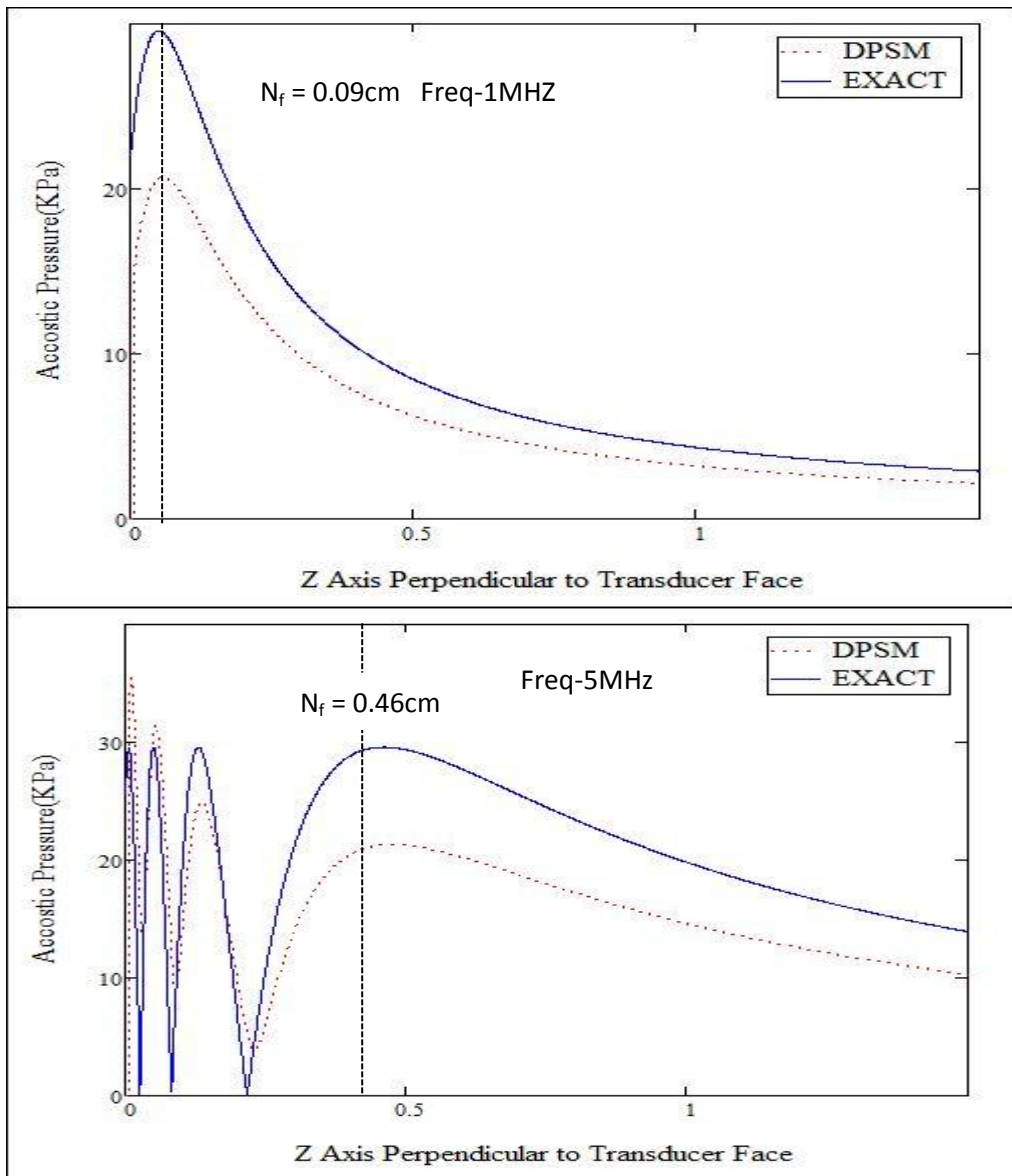 DPSM
EXACT
N_f = 0.09cm Freq-1MHZ
Accostic Pressure(KPa)
20
10
0
0 0.5 1
Z Axis Perpendicular to Transducer Face
DPSM
EXACT
Freq-5MHz
N_f = 0.46cm
Accostic Pressure(KPa)
30
20
10
0
0 0.5 1
Z Axis Perpendicular to Transducer Face